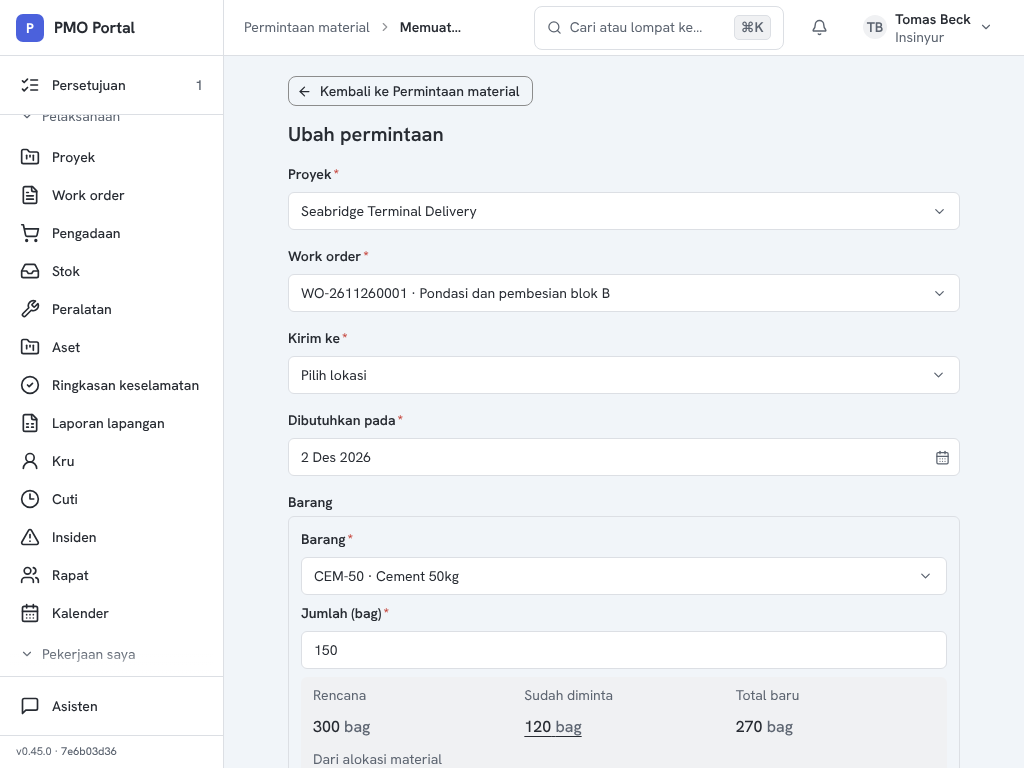 P PMO Portal
Permintaan material
Memuat...
Cari atau lompat ke...
⌘K
TB
Tomas Beck
Insinyur
Persetujuan 1
Pelaksanaan
Proyek
Work order
Pengadaan
Stok
Peralatan
Aset
Ringkasan keselamatan
Laporan lapangan
Kru
Cuti
Insiden
Rapat
Kalender
Pekerjaan saya
Asisten
v0.45.0 · 7e6b03d36
Kembali ke Permintaan material
Ubah permintaan
Proyek *
Seabridge Terminal Delivery
Work order *
WO-2611260001 · Pondasi dan pembesian blok B
Kirim ke *
Pilih lokasi
Dibutuhkan pada *
2 Des 2026
Barang
Barang *
CEM-50 · Cement 50kg
Jumlah (bag) *
150
Rencana Sudah diminta Total baru
300 bag 120 bag 270 bag
Dari alokasi material